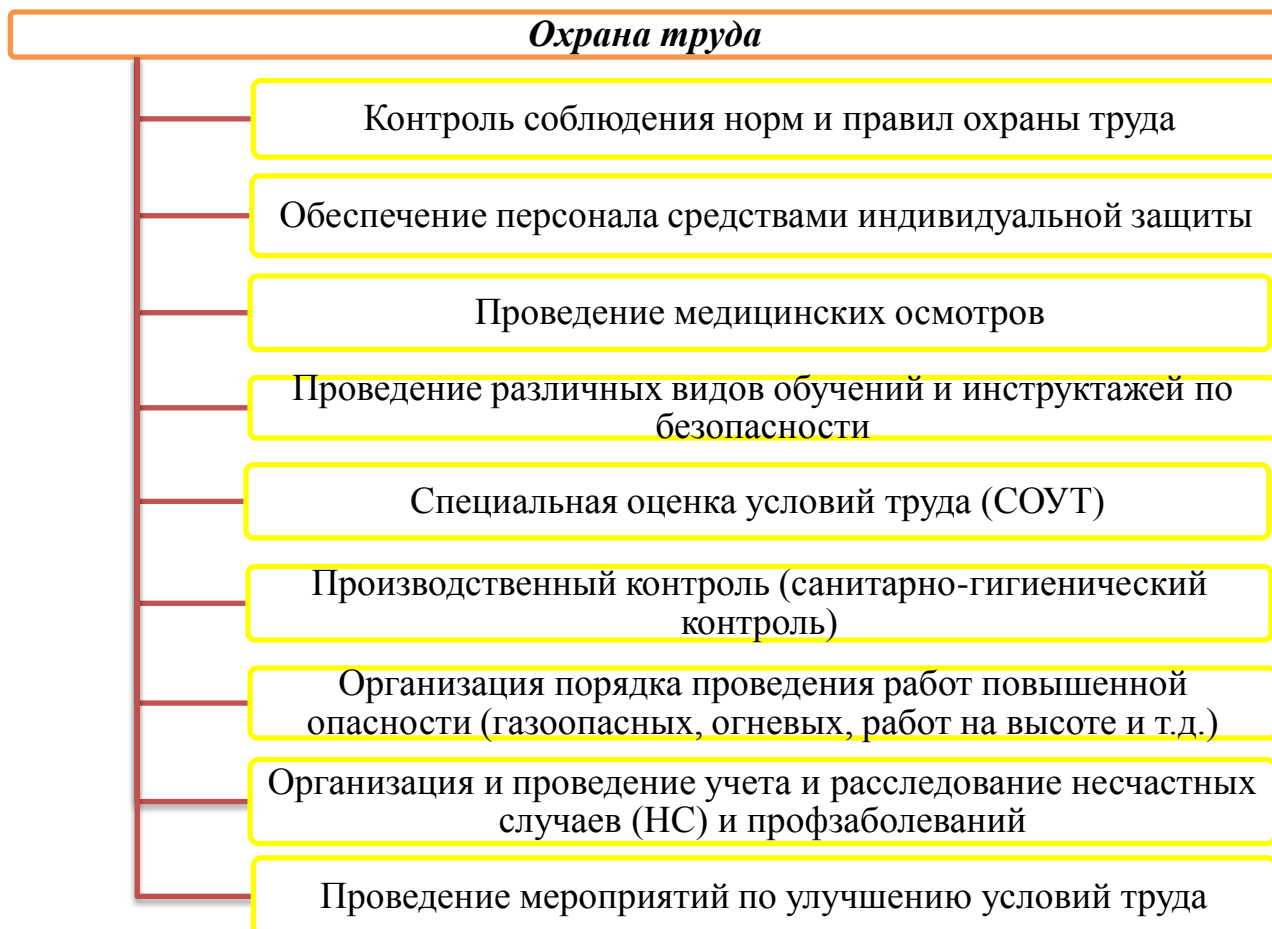 Охрана труда
Контроль соблюдения норм и правил охраны труда
Обеспечение персонала средствами индивидуальной защиты
Проведение медицинских осмотров
Проведение различных видов обучений и инструктажей по
безопасности
Специальная оценка условий труда (СОУТ)
Производственный контроль (санитарно-гигиенический
контроль)
Организация порядка проведения работ повышенной
опасности (газоопасных, огневых, работ на высоте и т.д.)
Организация и проведение учета и расследование несчастных
случаев (НС) и профзаболеваний
Проведение мероприятий по улучшению условий труда